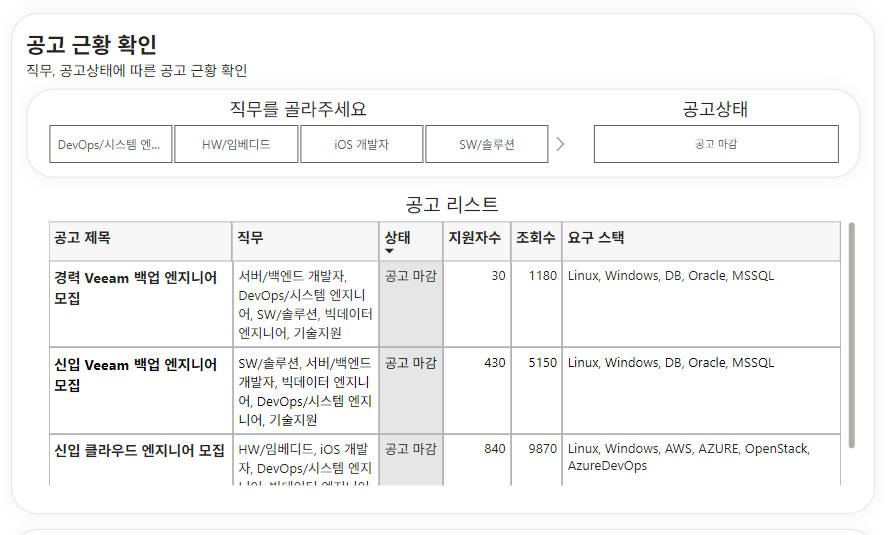 공고 근황 확인
직무, 공고상태에 따른 공고 근황 확인
직무를 골라주세요
공고상태
DevOps/시스템 엔...
HW/임베디드
iOS 개발자
SW/솔루션
공고 마감
공고 리스트
공고 제목 직무 상태 지원자수 조회수 요구 스택
경력 Veeam 백업 엔지니어
모집
서버/백엔드 개발자,
DevOps/시스템 엔지니
어, SW/솔루션, 빅데이터
엔지니어, 기술지원
공고 마감
30
1180
Linux, Windows, DB, Oracle, MSSQL
신입 Veeam 백업 엔지니어
모집
SW/솔루션, 서버/백엔드
개발자, 빅데이터 엔지니
어, DevOps/시스템 엔지
니어, 기술지원
공고 마감
430
5150
Linux, Windows, DB, Oracle, MSSQL
신입 클라우드 엔지니어 모집
HW/임베디드, iOS 개발
자, DevOps/시스템 엔지
니어, 빅데이터 엔지니어
공고 마감
840
9870
Linux, Windows, AWS, AZURE, OpenStack,
AzureDevOps